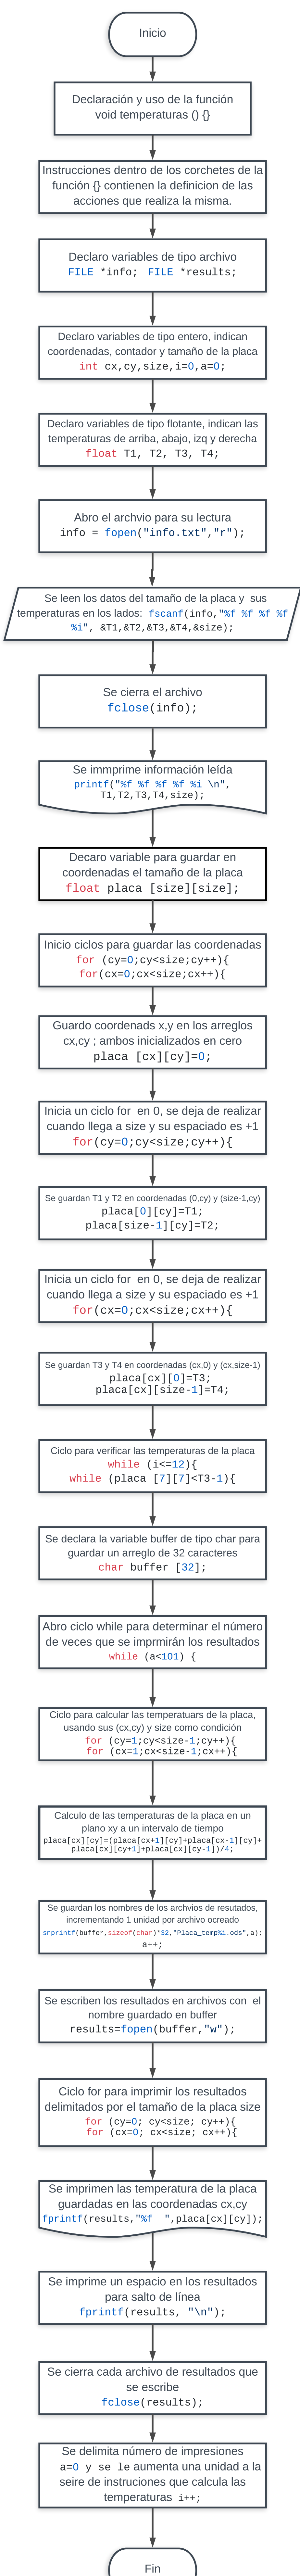 Inicio
Declaración y uso de la función
void temperaturas () {}
Instrucciones dentro de los corchetes de la
función {} contienen la definicion de las
acciones que realiza la misma.
Declaro variables de tipo archivo
FILE *info; FILE *results;
Declaro variables de tipo entero, indican
coordenadas, contador y tamaño de la placa
int cx,cy,size,i=0,a=0;
Declaro variables de tipo flotante, indican las
temperaturas de arriba, abajo, izq y derecha
float T1, T2, T3, T4;
Abro el archvio para su lectura
info = fopen("info.txt","r");
Se leen los datos del tamaño de la placa y sus
temperaturas en los lados: fscanf(info,"%f %f %f %f
%i", &T1,&T2,&T3,&T4,&size);
Se cierra el archivo
fclose(info);
Se immprime información leída
printf("%f %f %f %f %i \n",
T1,T2,T3,T4,size);
Decaro variable para guardar en
coordenadas el tamaño de la placa
float placa [size][size];
Inicio ciclos para guardar las coordenadas
for (cy=0;cy<size;cy++){
for(cx=0;cx<size;cx++){
Guardo coordenads x,y en los arreglos
cx,cy ; ambos inicializados en cero
placa [cx][cy]=0;
Inicia un ciclo for en 0, se deja de realizar
cuando llega a size y su espaciado es +1
for(cy=0;cy<size;cy++){
Se guardan T1 y T2 en coordenadas (0,cy) y (size-1,cy)
placa[0][cy]=T1;
placa[size-1][cy]=T2;
Inicia un ciclo for en 0, se deja de realizar
cuando llega a size y su espaciado es +1
for(cx=0;cx<size;cx++){
Se guardan T3 y T4 en coordenadas (cx,0) y (cx,size-1)
placa[cx][0]=T3;
placa[cx][size-1]=T4;
Ciclo para verificar las temperaturas de la placa
while (i<=12){
while (placa [7][7]<T3-1){
Se declara la variable buffer de tipo char para
guardar un arreglo de 32 caracteres
char buffer [32];
Abro ciclo while para determinar el número
de veces que se imprmirán los resultados
while (a<101) {
Ciclo para calcular las temperatuars de la placa,
usando sus (cx,cy) y size como condición
for (cy=1;cy<size-1;cy++){
for (cx=1;cx<size-1;cx++){
Calculo de las temperaturas de la placa en un
plano xy a un intervalo de tiempo
placa[cx][cy]=(placa[cx+1][cy]+placa[cx-1][cy]+
placa[cx][cy+1]+placa[cx][cy-1])/4;
Se guardan los nombres de los archvios de resutados,
incrementando 1 unidad por archivo ocreado
snprintf(buffer,sizeof(char)*32,"Placa_temp%i.ods",a);
a++;
Se escriben los resultados en archivos con el
nombre guardado en buffer
results=fopen(buffer,"w");
Ciclo for para imprimir los resultados
delimitados por el tamaño de la placa size
for (cy=0; cy<size; cy++){
for (cx=0; cx<size; cx++){
Se imprimen las temperatura de la placa
guardadas en las coordenadas cx,cy
fprintf(results,"%f  ",placa[cx][cy]);
Se imprime un espacio en los resultados
para salto de línea
fprintf(results, "\n");
Se cierra cada archivo de resultados que
se escribe
fclose(results);
Se delimita número de impresiones
a=0 y se le aumenta una unidad a la
seire de instruciones que calcula las
temperaturas i++;
Fin